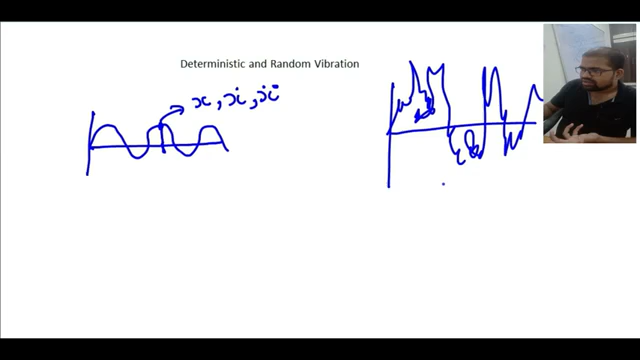 Deterministic and Random Vibration
x, ẋ, ẍ